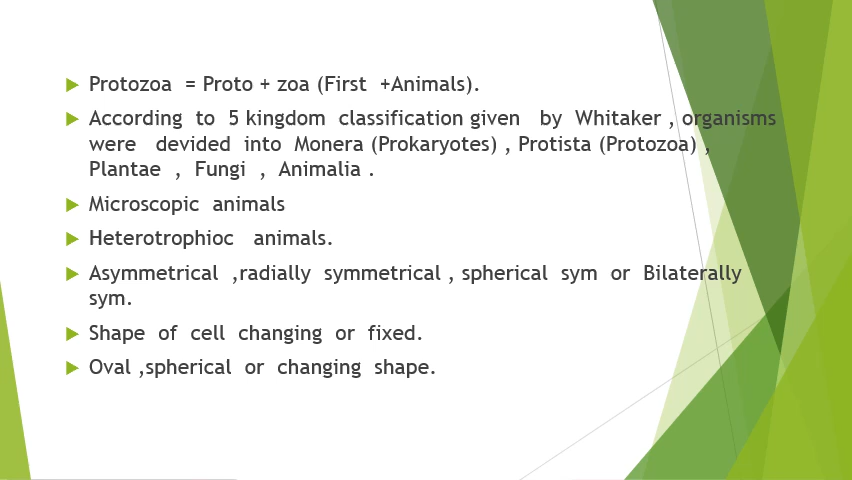 Protozoa = Proto + zoa (First +Animals).
According to 5 kingdom classification given by Whitaker , organisms
were devided into Monera (Prokaryotes) , Protista (Protozoa) ,
Plantae , Fungi , Animalia .
Microscopic animals
Heterotrophioc animals.
Asymmetrical ,radially symmetrical , spherical sym or Bilaterally
sym.
Shape of cell changing or fixed.
Oval ,spherical or changing shape.